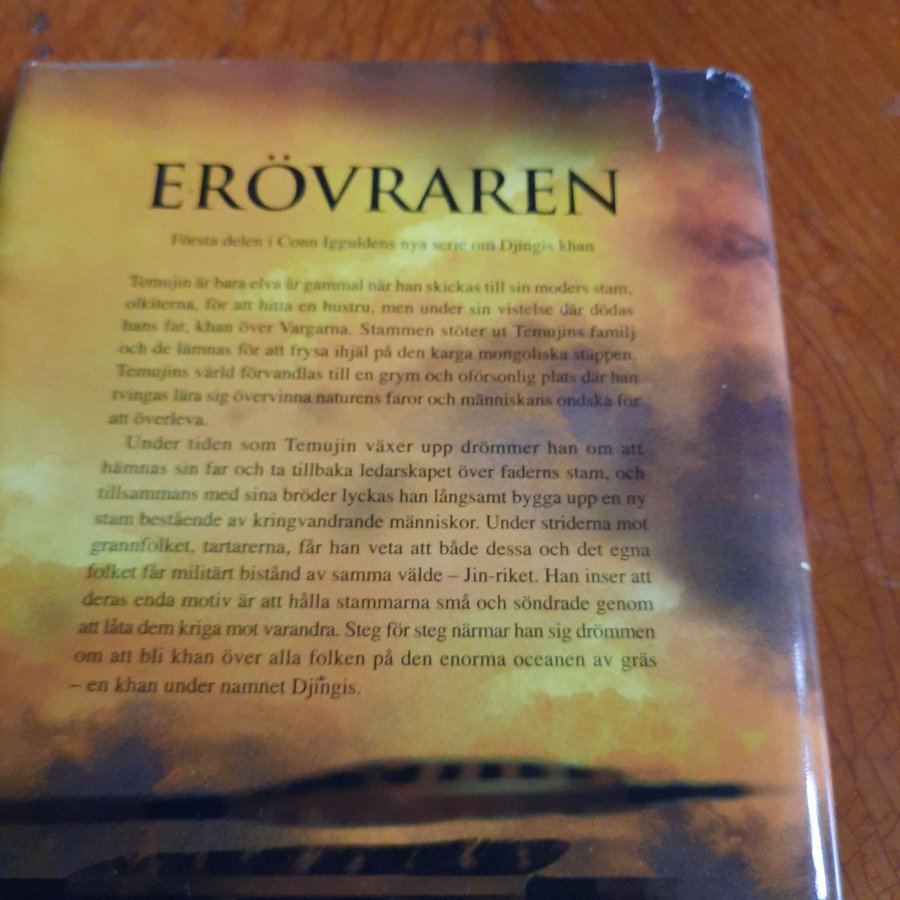 ERÖVRAREN
Första delen i Conn Igguldens nya serie om Djingis khan
Temujin är bara elva år gammal när han skickas till sin moders stam,
olkiterna, för att hitta en hustru, men under sin vistelse där dödas
hans far, khan över Vargarna. Stammen stöter ut Temujins familj
och de lämnas för att frysa ihjäl på den karga mongoliska stäppen.
Temujins värld förvandlas till en grym och oförsonlig plats där han
tvingas lära sig övervinna naturens faror och människans ondska för
att överleva.
Under tiden som Temujin växer upp drömmer han om att
hämnas sin far och ta tillbaka ledarskapet över faderns stam, och
tillsammans med sina bröder lyckas han långsamt bygga upp en ny
stam bestående av kringvandrande människor. Under striderna mot
grannfolket, tartarerna, får han veta att både dessa och det egna
folket får militärt bistånd av samma välde – Jin-riket. Han inser att
deras enda motiv är att hålla stammarna små och söndrade genom
att låta dem kriga mot varandra. Steg för steg närmar han sig drömmen
om att bli khan över alla folken på den enorma oceanen av gräs
– en khan under namnet Djingis.